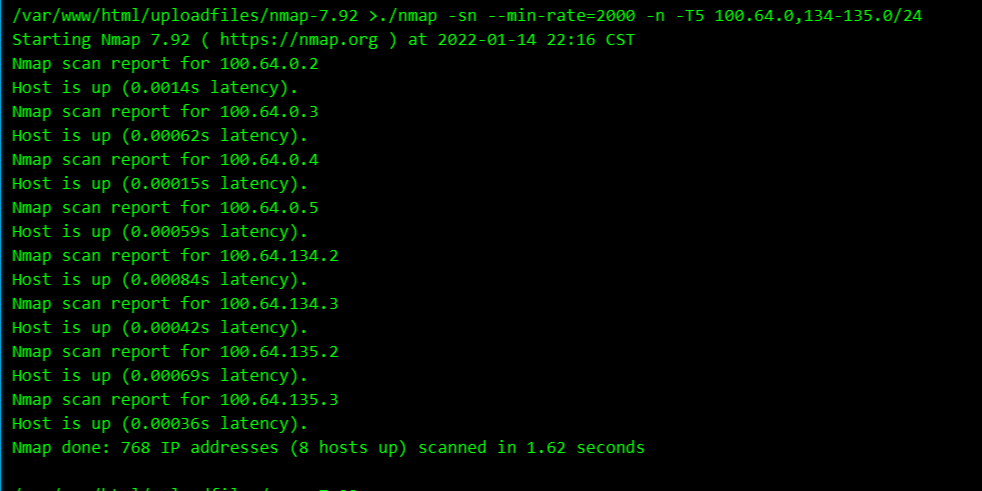 /var/www/html/uploadfiles/nmap-7.92 >./nmap -sn --min-rate=2000 -n -T5 100.64.0,134-135.0/24
Starting Nmap 7.92 ( https://nmap.org ) at 2022-01-14 22:16 CST
Nmap scan report for 100.64.0.2
Host is up (0.0014s latency).
Nmap scan report for 100.64.0.3
Host is up (0.00062s latency).
Nmap scan report for 100.64.0.4
Host is up (0.00015s latency).
Nmap scan report for 100.64.0.5
Host is up (0.00059s latency).
Nmap scan report for 100.64.134.2
Host is up (0.00084s latency).
Nmap scan report for 100.64.134.3
Host is up (0.00042s latency).
Nmap scan report for 100.64.135.2
Host is up (0.00069s latency).
Nmap scan report for 100.64.135.3
Host is up (0.00036s latency).
Nmap done: 768 IP addresses (8 hosts up) scanned in 1.62 seconds